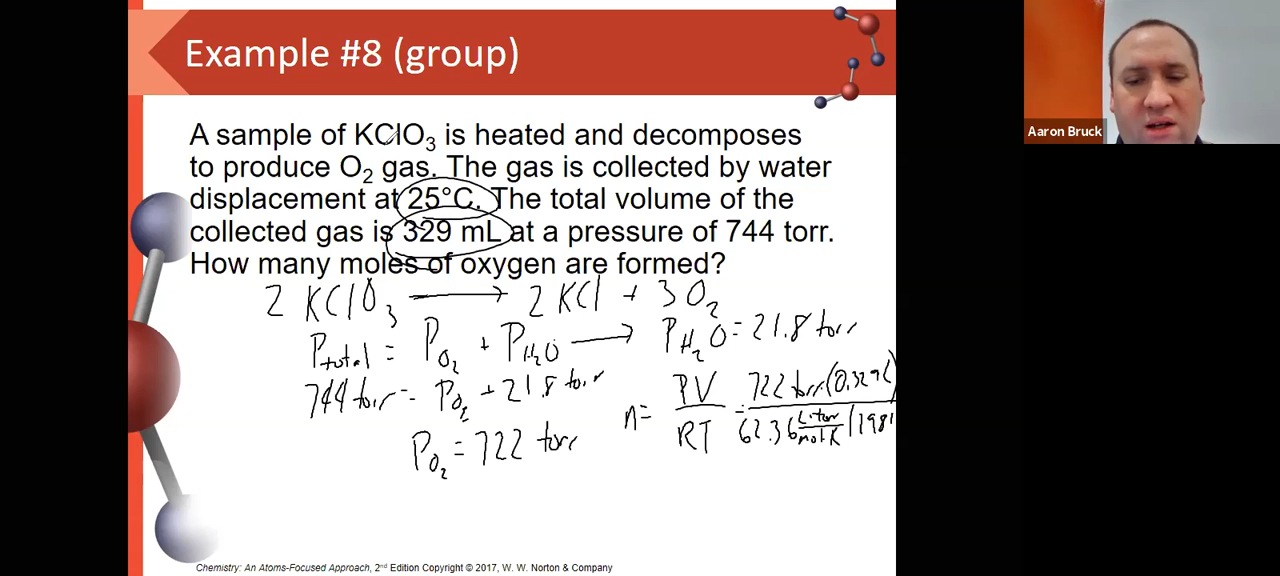 Example #8 (group)
A sample of KClO3 is heated and decomposes
to produce O2 gas. The gas is collected by water
displacement at 25°C. The total volume of the
collected gas is 329 mL at a pressure of 744 torr.
How many moles of oxygen are formed?
2 KClO3 → 2 KCl + 3 O2
Ptotal = PO2 + PH2O → PH2O = 21.8 torr
744 torr = PO2 + 21.8 torr
PO2 = 722 torr
n = PV/RT = 722 torr (0.329L)/62.36 L·torr/mol K
Chemistry: An Atoms-Focused Approach, 2nd Edition Copyright © 2017, W. W. Norton & Company
Aaron Bruck